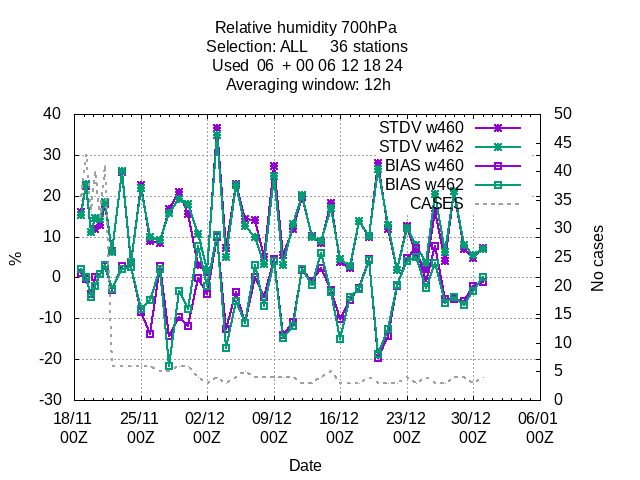 Relative humidity 700hPa
Selection: ALL     36 stations
Used  06  + 00 06 12 18 24
Averaging window: 12h
40 50
STDV w460
45
STDV w462
30 40
BIAS w460
BIAS w462
20 35
CASES
30
10
%
25
No cases
0
20
-10 15
10
-20
5
-30 0
18/11 25/11 02/12 09/12 16/12 23/12 30/12 06/01
00Z 00Z 00Z 00Z 00Z 00Z 00Z 00Z
Date